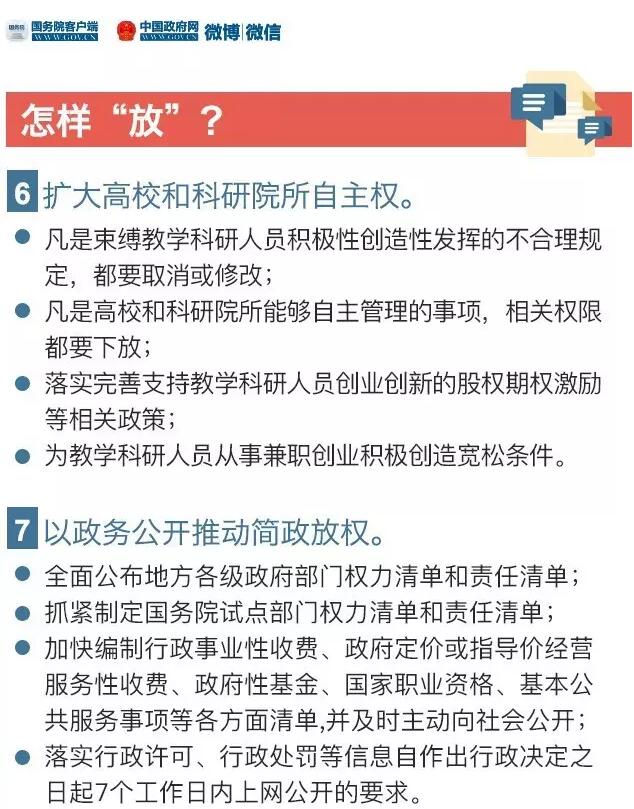 国务院 国务院客户端 中国政府网 微博 微信
WWW.GOV.CN WWW.GOV.CN
怎样“放”？
6 扩大高校和科研院所自主权。
凡是束缚教学科研人员积极性创造性发挥的不合理规
定，都要取消或修改；
凡是高校和科研院所能够自主管理的事项，相关权限
都要下放；
落实完善支持教学科研人员创业创新的股权期权激励
等相关政策；
为教学科研人员从事兼职创业积极创造宽松条件。
7 以政务公开推动简政放权。
全面公布地方各级政府部门权力清单和责任清单；
抓紧制定国务院试点部门权力清单和责任清单；
加快编制行政事业性收费、政府定价或指导价经营
服务性收费、政府性基金、国家职业资格、基本公
共服务事项等各方面清单,并及时主动向社会公开；
落实行政许可、行政处罚等信息自作出行政决定之
日起7个工作日内上网公开的要求。